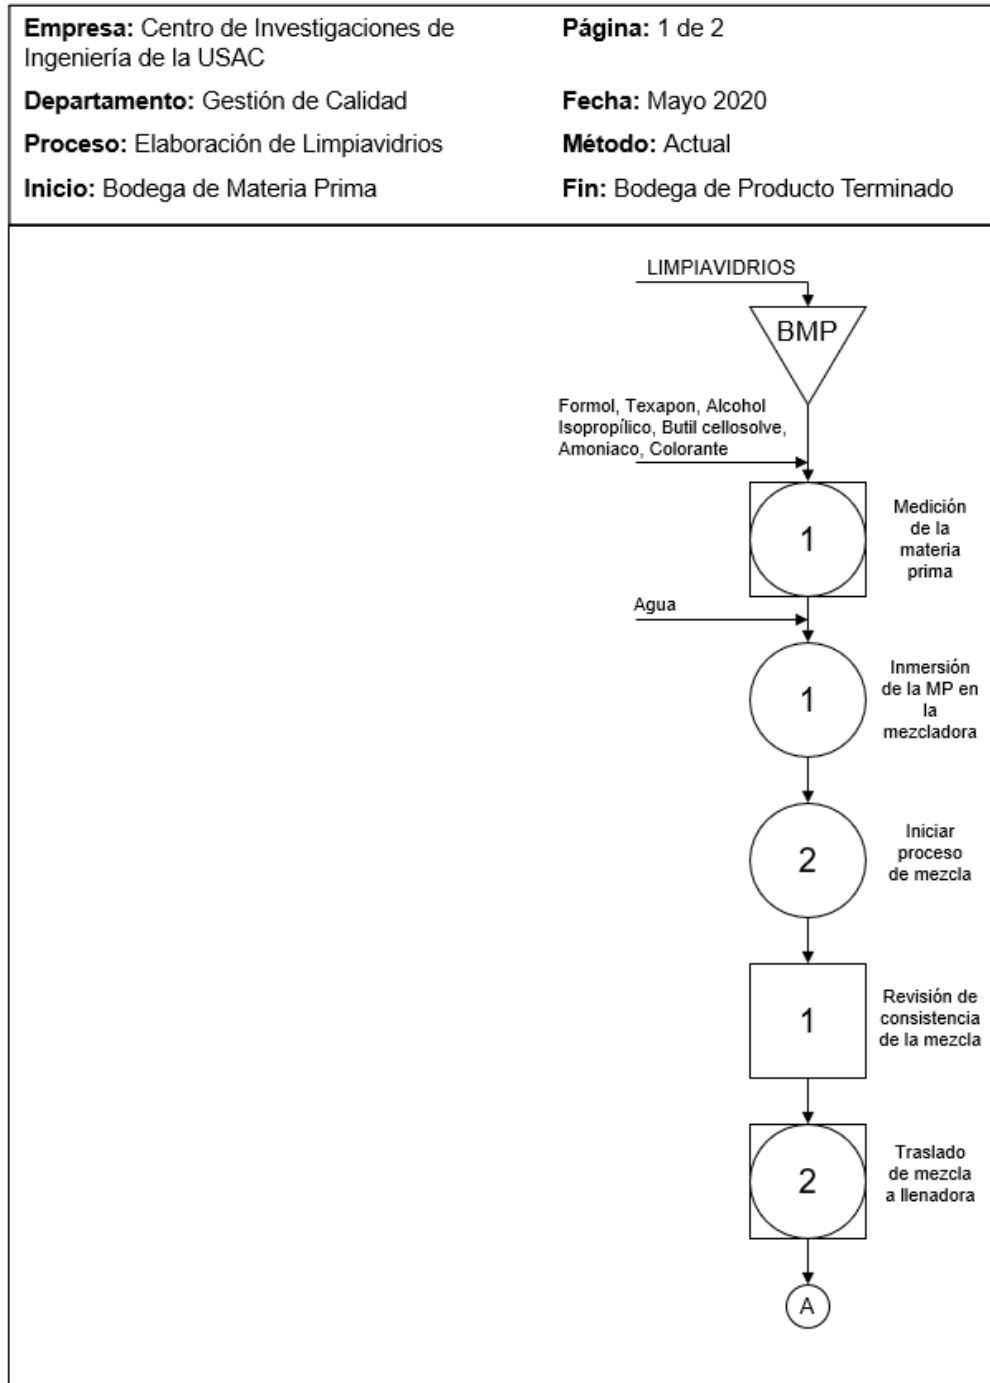 Empresa: Centro de Investigaciones de
Ingeniería de la USAC
Página: 1 de 2
Departamento: Gestión de Calidad
Fecha: Mayo 2020
Proceso: Elaboración de Limpiavidrios
Método: Actual
Inicio: Bodega de Materia Prima
Fin: Bodega de Producto Terminado
LIMPIAVIDRIOS
BMP
Formol, Texapon, Alcohol
Isopropílico, Butil cellosolve,
Amoniaco, Colorante
1
Medición
de la
materia
prima
Agua
1
Inmersión
de la MP en
la
mezcladora
2
Iniciar
proceso
de mezcla
1
Revisión de
consistencia
de la mezcla
2
Traslado
de mezcla
a llenadora
A